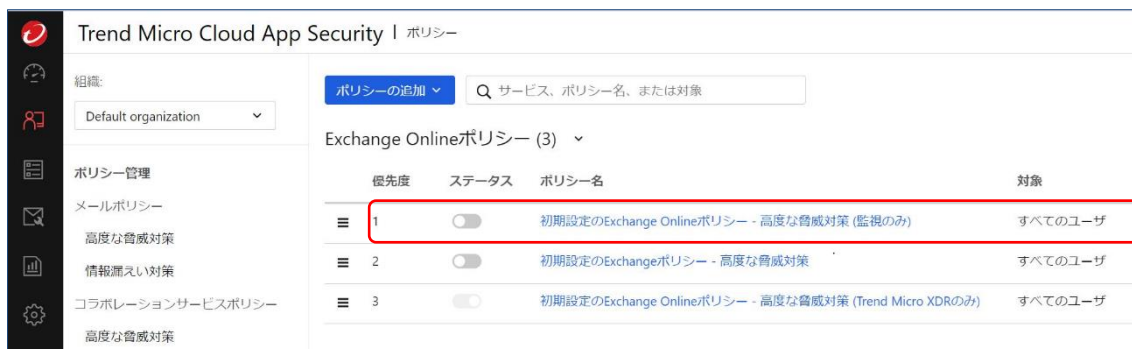 Trend Micro Cloud App Security | ポリシー
組織:
Default organization
ポリシー管理
メールポリシー
高度な脅威対策
情報漏えい対策
コラボレーションサービスポリシー
高度な脅威対策
ポリシーの追加
サービス、ポリシー名、または対象
Exchange Onlineポリシー (3)
優先度 ステータス ポリシー名 対象
1 初期設定のExchange Onlineポリシー - 高度な脅威対策 (監視のみ) すべてのユーザ
2 初期設定のExchangeポリシー - 高度な脅威対策 すべてのユーザ
3 初期設定のExchange Onlineポリシー - 高度な脅威対策 (Trend Micro XDRのみ) すべてのユーザ